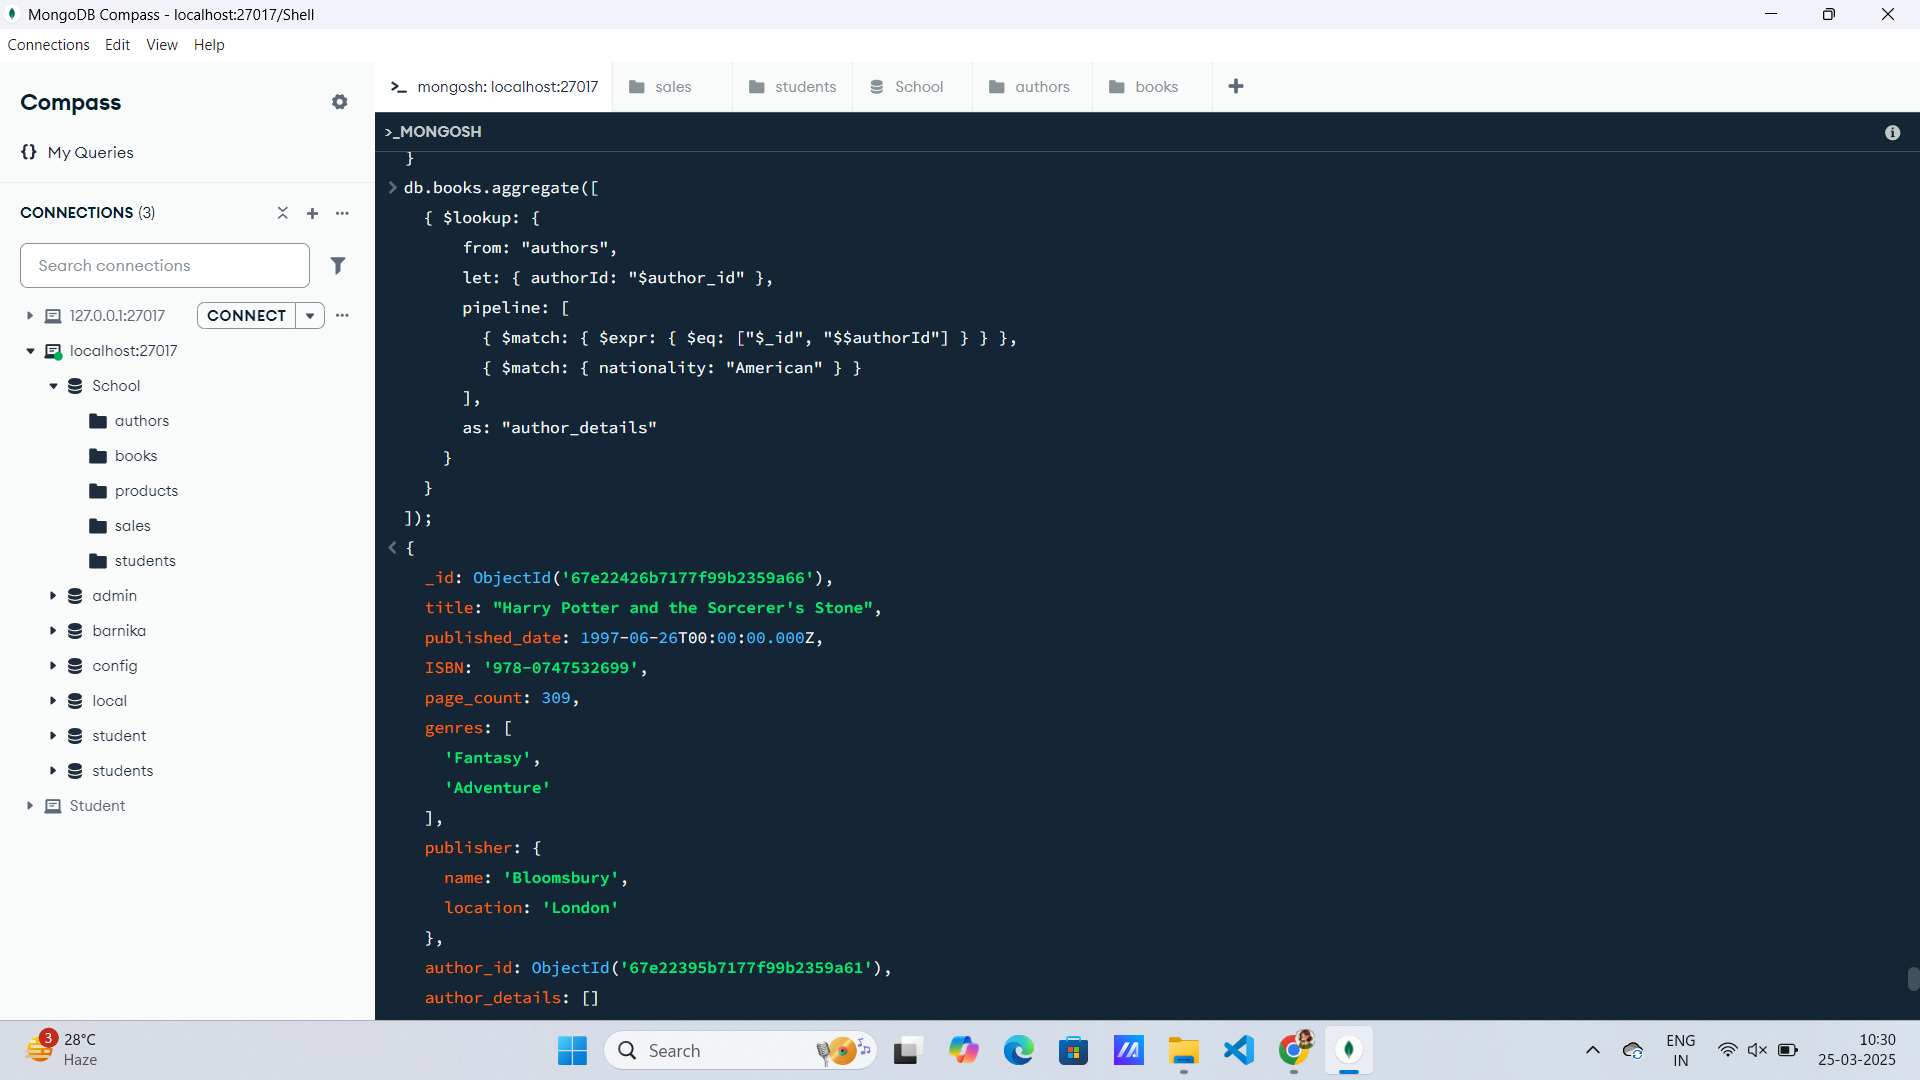 MongoDB Compass - localhost:27017/Shell
Connections Edit View Help
Compass
My Queries
CONNECTIONS (3)
Search connections
127.0.0.1:27017 CONNECT
localhost:27017
School
authors
books
products
sales
students
admin
barnika
config
local
student
students
Student
>_ mongosh: localhost:27017 sales students School authors books
>_MONGOSH
}
db.books.aggregate([
{ $lookup: {
from: "authors",
let: { authorId: "$author_id" },
pipeline: [
{ $match: { $expr: { $eq: ["$_id", "$$authorId"] } } },
{ $match: { nationality: "American" } }
],
as: "author_details"
}
}
]);
{
_id: ObjectId('67e22426b7177f99b2359a66'),
title: "Harry Potter and the Sorcerer's Stone",
published_date: 1997-06-26T00:00:00.000Z,
ISBN: '978-0747532699',
page_count: 309,
genres: [
'Fantasy',
'Adventure'
],
publisher: {
name: 'Bloomsbury',
location: 'London'
},
author_id: ObjectId('67e22395b7177f99b2359a61'),
author_details: []
3
28°C
Haze
Search
ENG
IN
10:30
25-03-2025